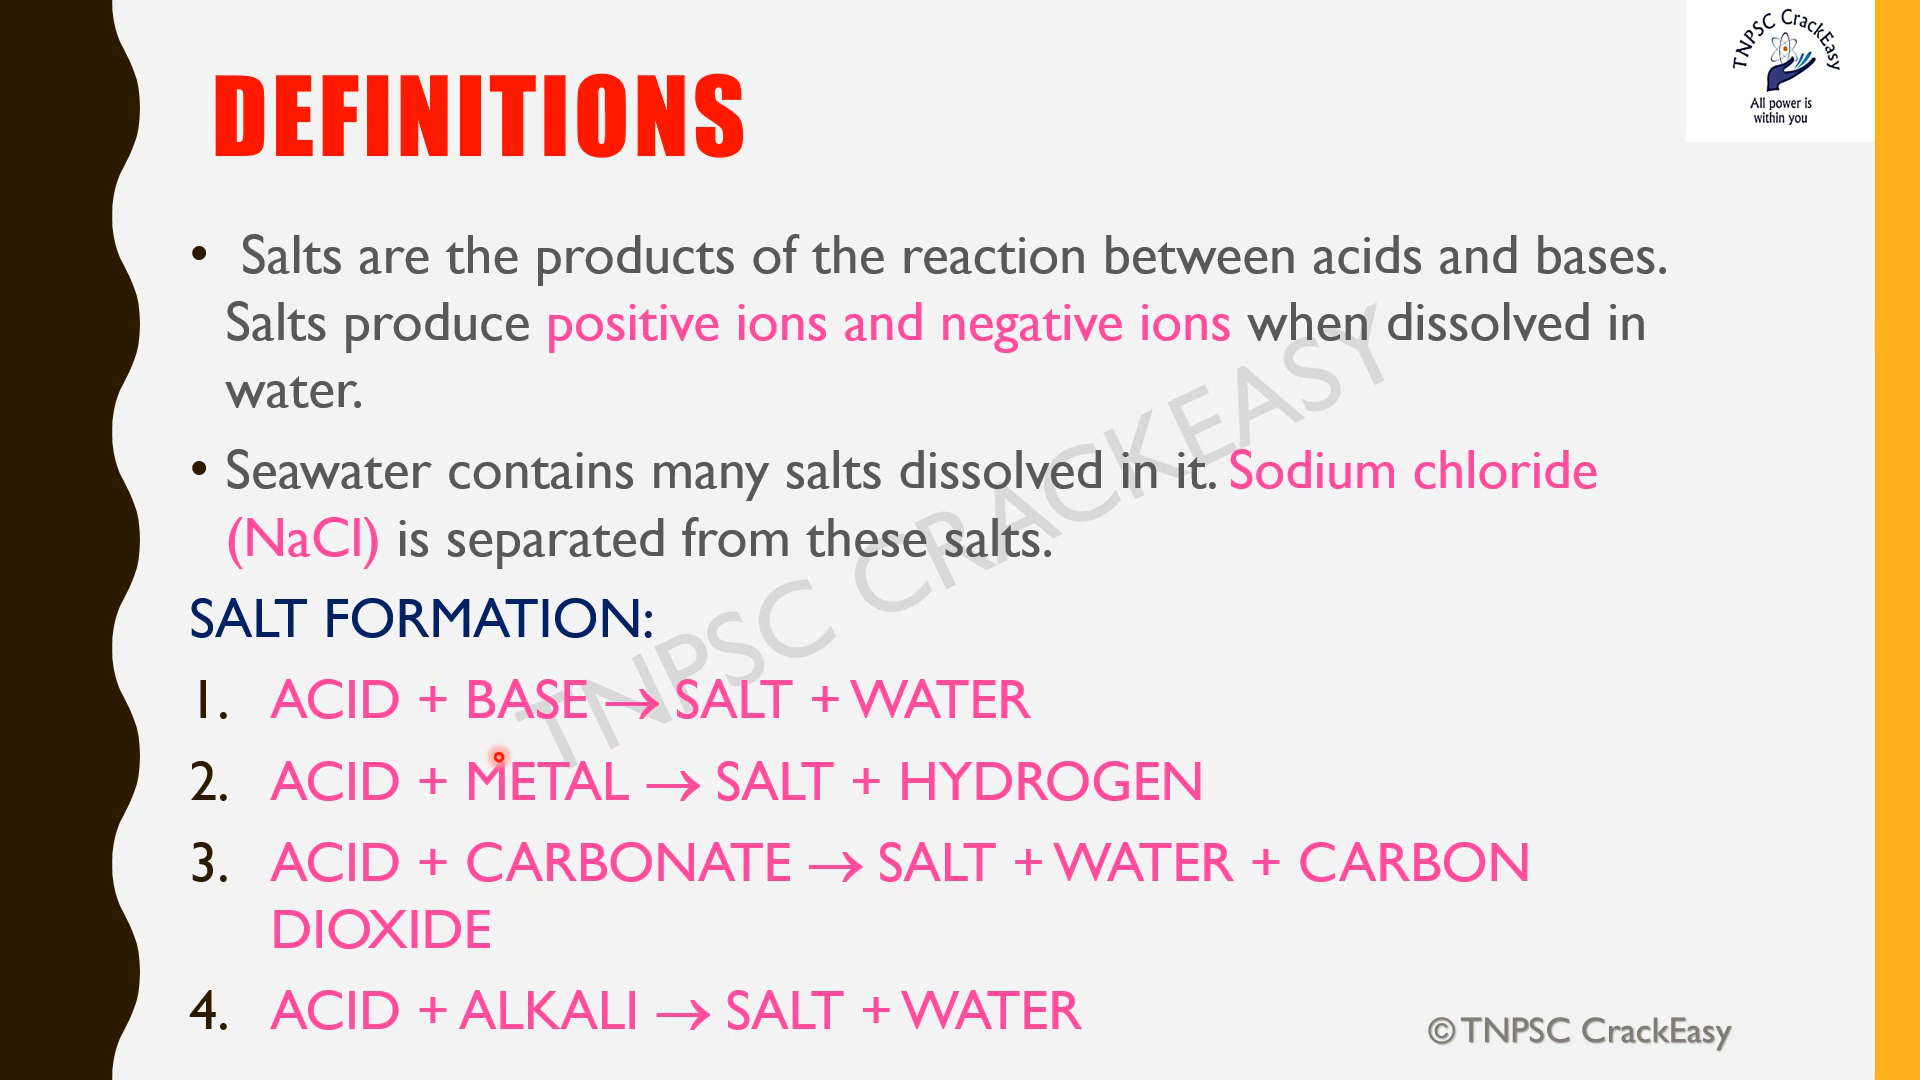 TNPSC CrackEasy
All power is
within you
DEFINITIONS
• Salts are the products of the reaction between acids and bases.
Salts produce positive ions and negative ions when dissolved in
water.
• Seawater contains many salts dissolved in it. Sodium chloride
(NaCl) is separated from these salts.
SALT FORMATION:
1. ACID + BASE → SALT + WATER
2. ACID + METAL → SALT + HYDROGEN
3. ACID + CARBONATE → SALT + WATER + CARBON
DIOXIDE
4. ACID + ALKALI → SALT + WATER
TNPSC CRACKEASY
© TNPSC CrackEasy